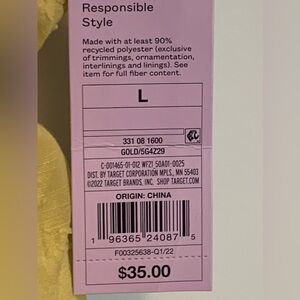 Responsible
Style
Made with at least 90%
recycled polyester (exclusive
of trimmings, ornamentation,
interlinings and linings). See
item for full fiber content.
L
331 08 1600
GOLD/5G4Z29
C-001465-01-012 WF21 50A01-0025
DIST. BY TARGET CORPORATION MPLS., MN 55403
©2022 TARGET BRANDS, INC. SHOP TARGET.COM
ORIGIN: CHINA
1 96365 24087 5
F00325638-Q1/22
$35.00